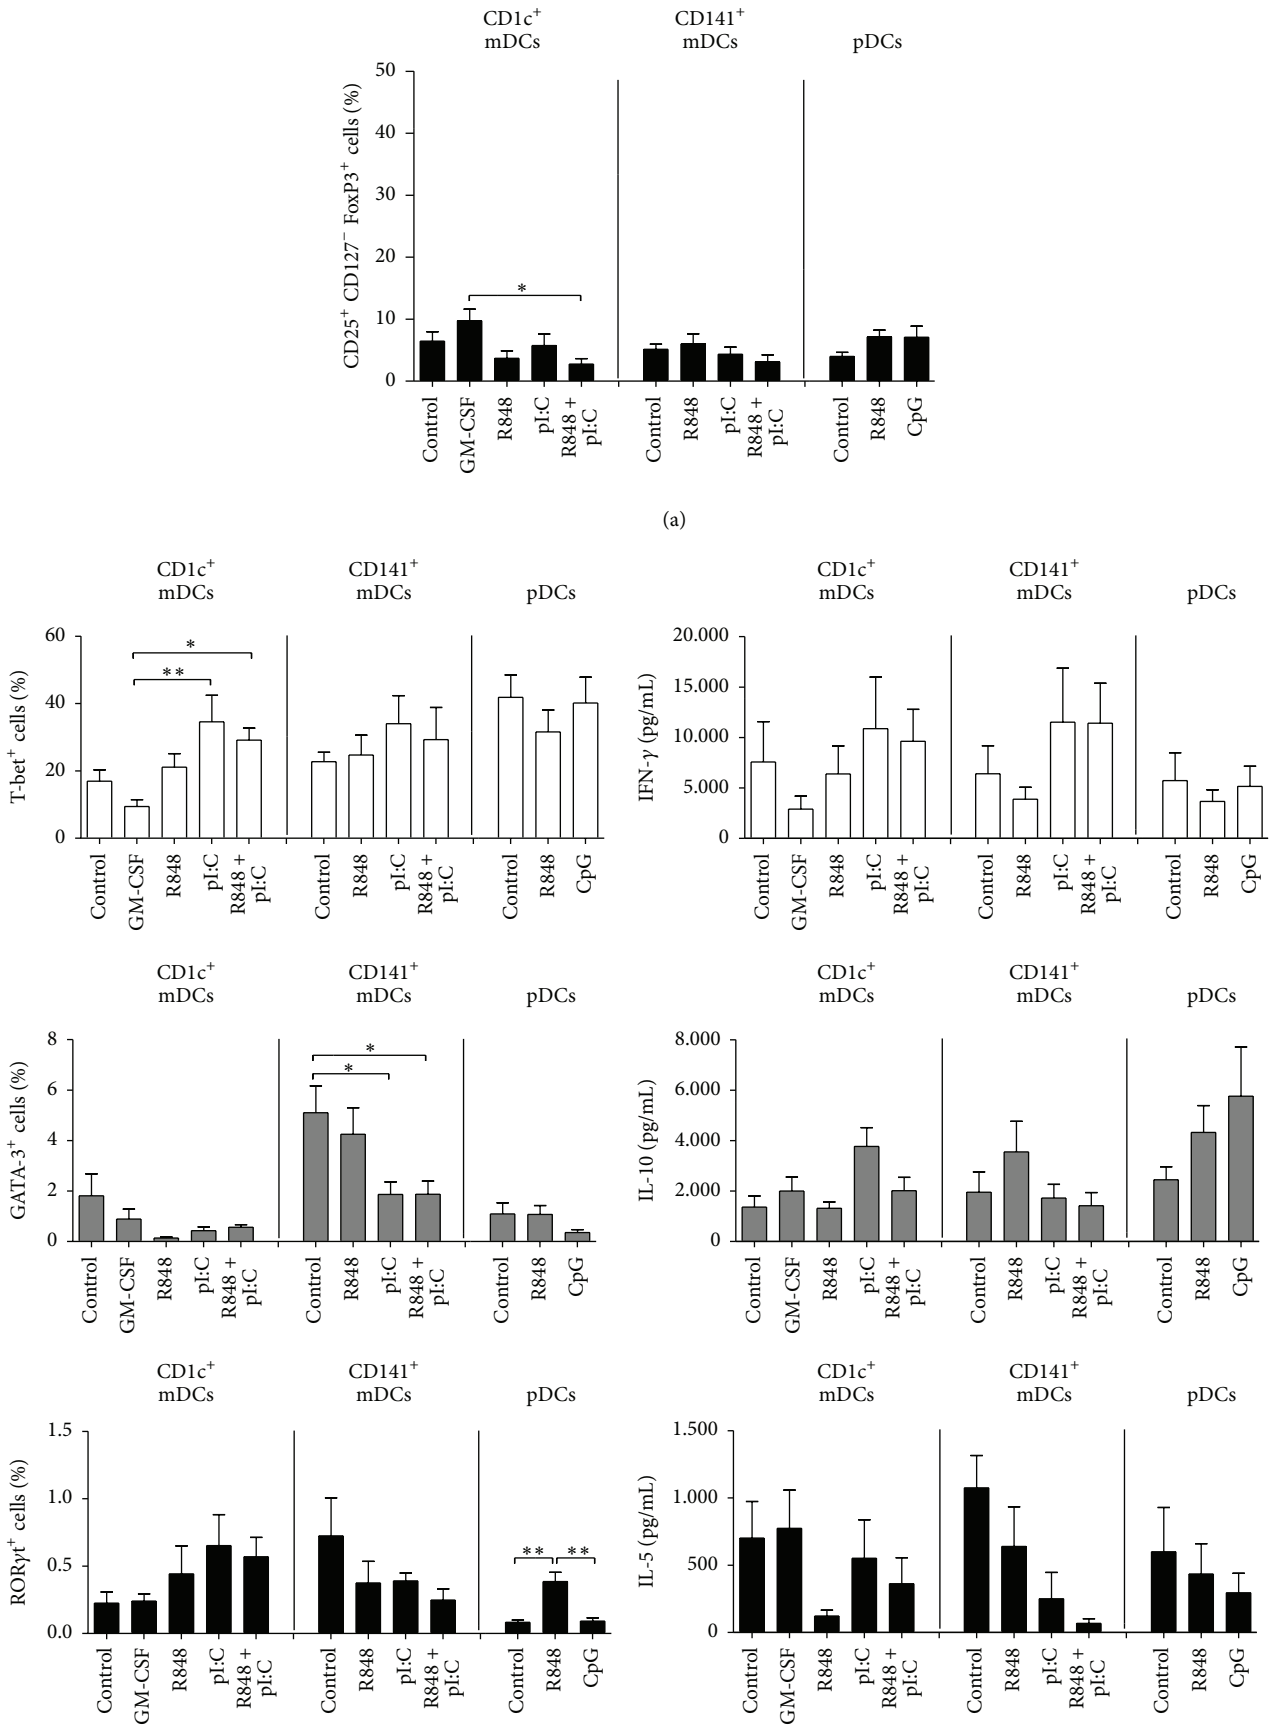 CD1c⁺
mDCs
CD141⁺
mDCs
pDCs
CD25⁺ CD127⁻ FoxP3⁺ cells (%)
50
40
30
20
10
0
*
Control
GM-CSF
R848
pI:C
R848 +
pI:C
Control
R848
pI:C
R848 +
pI:C
Control
R848
CpG
(a)
CD1c⁺
mDCs
CD141⁺
mDCs
pDCs
T-bet⁺ cells (%)
60
40
20
0
*
**
Control
GM-CSF
R848
pI:C
R848 +
pI:C
Control
R848
pI:C
R848 +
pI:C
Control
R848
CpG
CD1c⁺
mDCs
CD141⁺
mDCs
pDCs
IFN-γ (pg/mL)
20.000
15.000
10.000
5.000
0
Control
GM-CSF
R848
pI:C
R848 +
pI:C
Control
R848
pI:C
R848 +
pI:C
Control
R848
CpG
CD1c⁺
mDCs
CD141⁺
mDCs
pDCs
GATA-3⁺ cells (%)
8
6
4
2
0
*
*
Control
GM-CSF
R848
pI:C
R848 +
pI:C
Control
R848
pI:C
R848 +
pI:C
Control
R848
CpG
CD1c⁺
mDCs
CD141⁺
mDCs
pDCs
IL-10 (pg/mL)
8.000
6.000
4.000
2.000
0
Control
GM-CSF
R848
pI:C
R848 +
pI:C
Control
R848
pI:C
R848 +
pI:C
Control
R848
CpG
CD1c⁺
mDCs
CD141⁺
mDCs
pDCs
RORγt⁺ cells (%)
1.5
1.0
0.5
0.0
**
**
Control
GM-CSF
R848
pI:C
R848 +
pI:C
Control
R848
pI:C
R848 +
pI:C
Control
R848
CpG
CD1c⁺
mDCs
CD141⁺
mDCs
pDCs
IL-5 (pg/mL)
1.500
1.000
500
0
Control
GM-CSF
R848
pI:C
R848 +
pI:C
Control
R848
pI:C
R848 +
pI:C
Control
R848
CpG